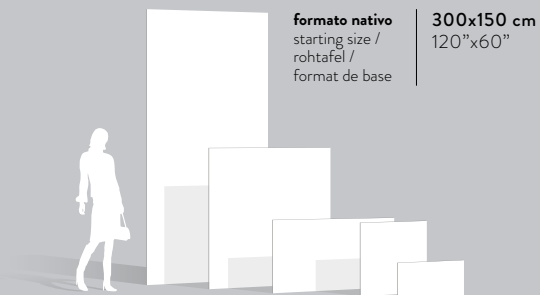 formato nativo
starting size /
rohtafel /
format de base
300x150 cm
120”x60”